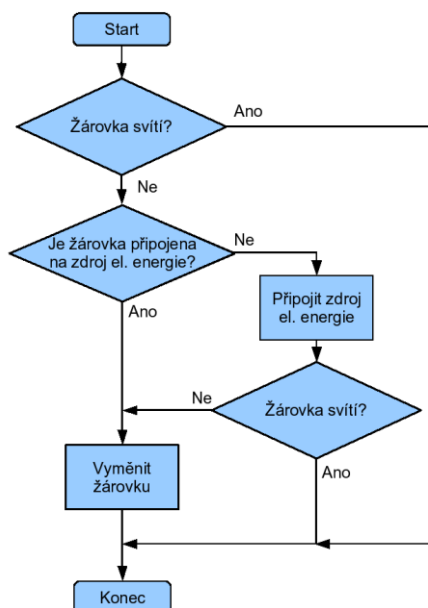 Start
Žárovka svítí?
Ano
Ne
Je žárovka připojena
na zdroj el. energie?
Ne
Připojit zdroj
el. energie
Ano
Ne
Žárovka svítí?
Vyměnit
žárovku
Ano
Konec